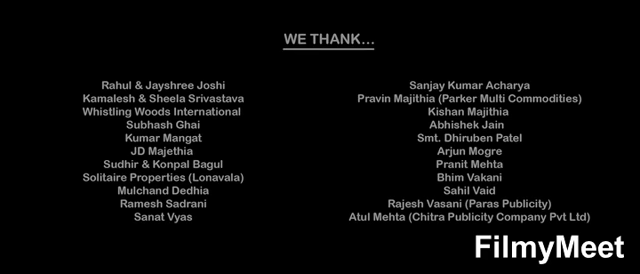 WE THANK...
Rahul & Jayshree Joshi
Kamalesh & Sheela Srivastava
Whistling Woods International
Subhash Ghai
Kumar Mangat
JD Majethia
Sudhir & Konpal Bagul
Solitaire Properties (Lonavala)
Mulchand Dedhia
Ramesh Sadrani
Sanat Vyas
Sanjay Kumar Acharya
Pravin Majithia (Parker Multi Commodities)
Kishan Majithia
Abhishek Jain
Smt. Dhiruben Patel
Arjun Mogre
Pranit Mehta
Bhim Vakani
Sahil Vaid
Rajesh Vasani (Paras Publicity)
Atul Mehta (Chitra Publicity Company Pvt Ltd)
FilmyMeet